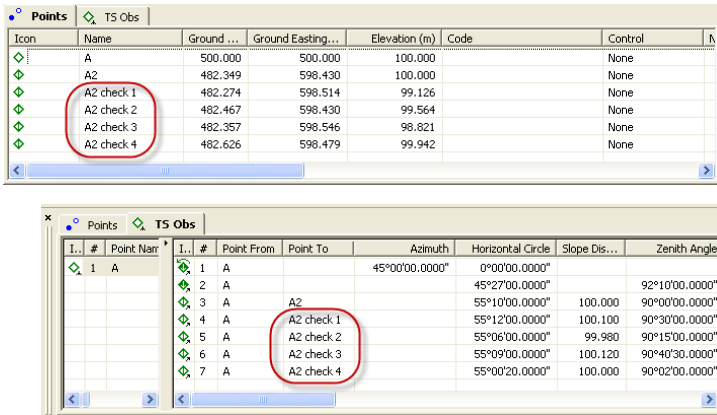 Points TS Obs
Icon Name Ground ... Ground Easting... Elevation (m) Code Control N
A 500.000 500.000 100.000 None
A2 482.349 598.430 100.000 None
A2 check 1 482.274 598.514 99.126 None
A2 check 2 482.467 598.430 99.564 None
A2 check 3 482.357 598.546 98.821 None
A2 check 4 482.626 598.479 99.942 None
Points TS Obs
I.. # Point Nam I.. # Point From Point To Azimuth Horizontal Circle Slope Dis... Zenith Angle
1 A 1 A 45°00'00.0000" 0°00'00.0000"
2 A 45°27'00.0000" 92°10'00.0000"
3 A A2 55°10'00.0000" 100.000 90°00'00.0000"
4 A A2 check 1 55°12'00.0000" 100.100 90°30'00.0000"
5 A A2 check 2 55°06'00.0000" 99.980 90°15'00.0000"
6 A A2 check 3 55°09'00.0000" 100.120 90°40'30.0000"
7 A A2 check 4 55°00'20.0000" 100.000 90°02'00.0000"